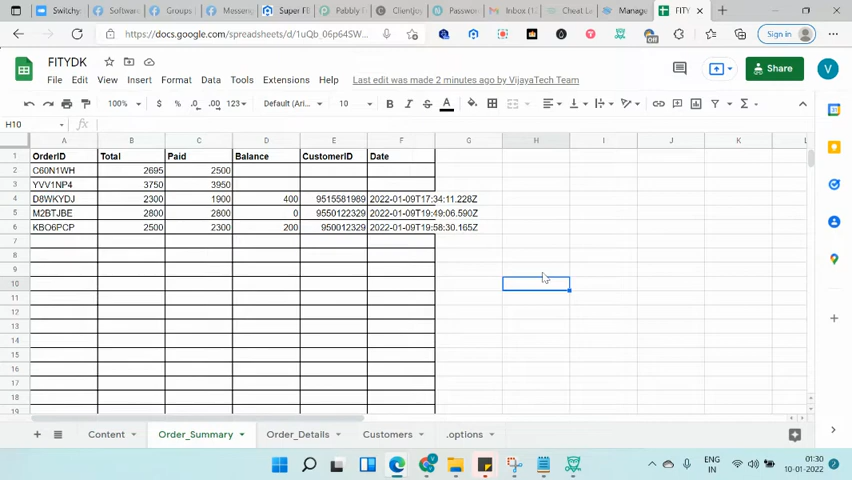 Switchy Software Groups Messeng Super FB Pabbly Clientjoy Passwor Inbox (1 Cheat La Manage FITY
https://docs.google.com/spreadsheets/d/1uQb_06p64SW... Sign in
FITYDK
File Edit View Insert Format Data Tools Extensions Help Last edit was made 2 minutes ago by VijayaTech Team Share V
100% $ % .0 .00 123 Default (Ari... 10 B I S A
H10 fx
A B C D E F G H I J K L
1 OrderID Total Paid Balance CustomerID Date
2 C60N1WH 2695 2500
3 YVV1NP4 3750 3950
4 D8WKYDJ 2300 1900 400 9515581989 2022-01-09T17:34:11.228Z
5 M2BTJBE 2800 2800 0 9550122329 2022-01-09T19:49:06.590Z
6 KBO6PCP 2500 2300 200 950012329 2022-01-09T19:58:30.165Z
7
8
9
10
11
12
13
14
15
16
17
18
19
Content Order_Summary Order_Details Customers .options
ENG 01:30
IN 10-01-2022